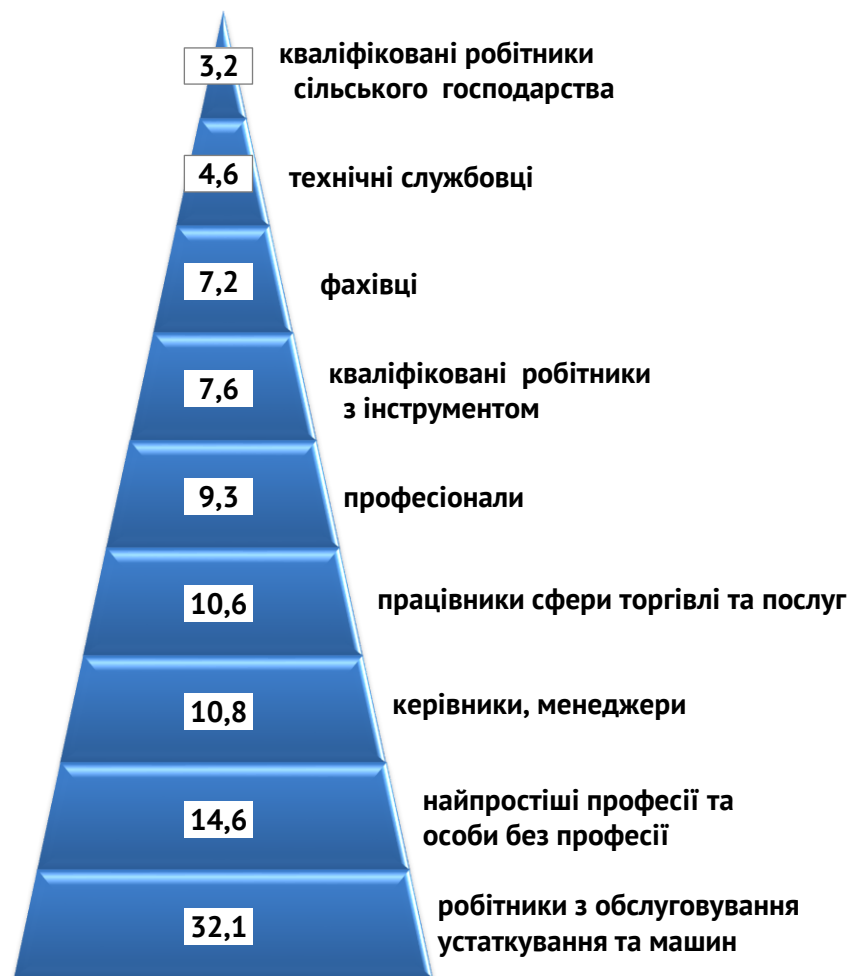 3,2
кваліфіковані робітники
сільського господарства
4,6
технічні службовці
7,2
фахівці
7,6
кваліфіковані робітники
з інструментом
9,3
професіонали
10,6
працівники сфери торгівлі та послуг
10,8
керівники, менеджери
14,6
найпростіші професії та
особи без професії
32,1
робітники з обслуговування
устаткування та машин